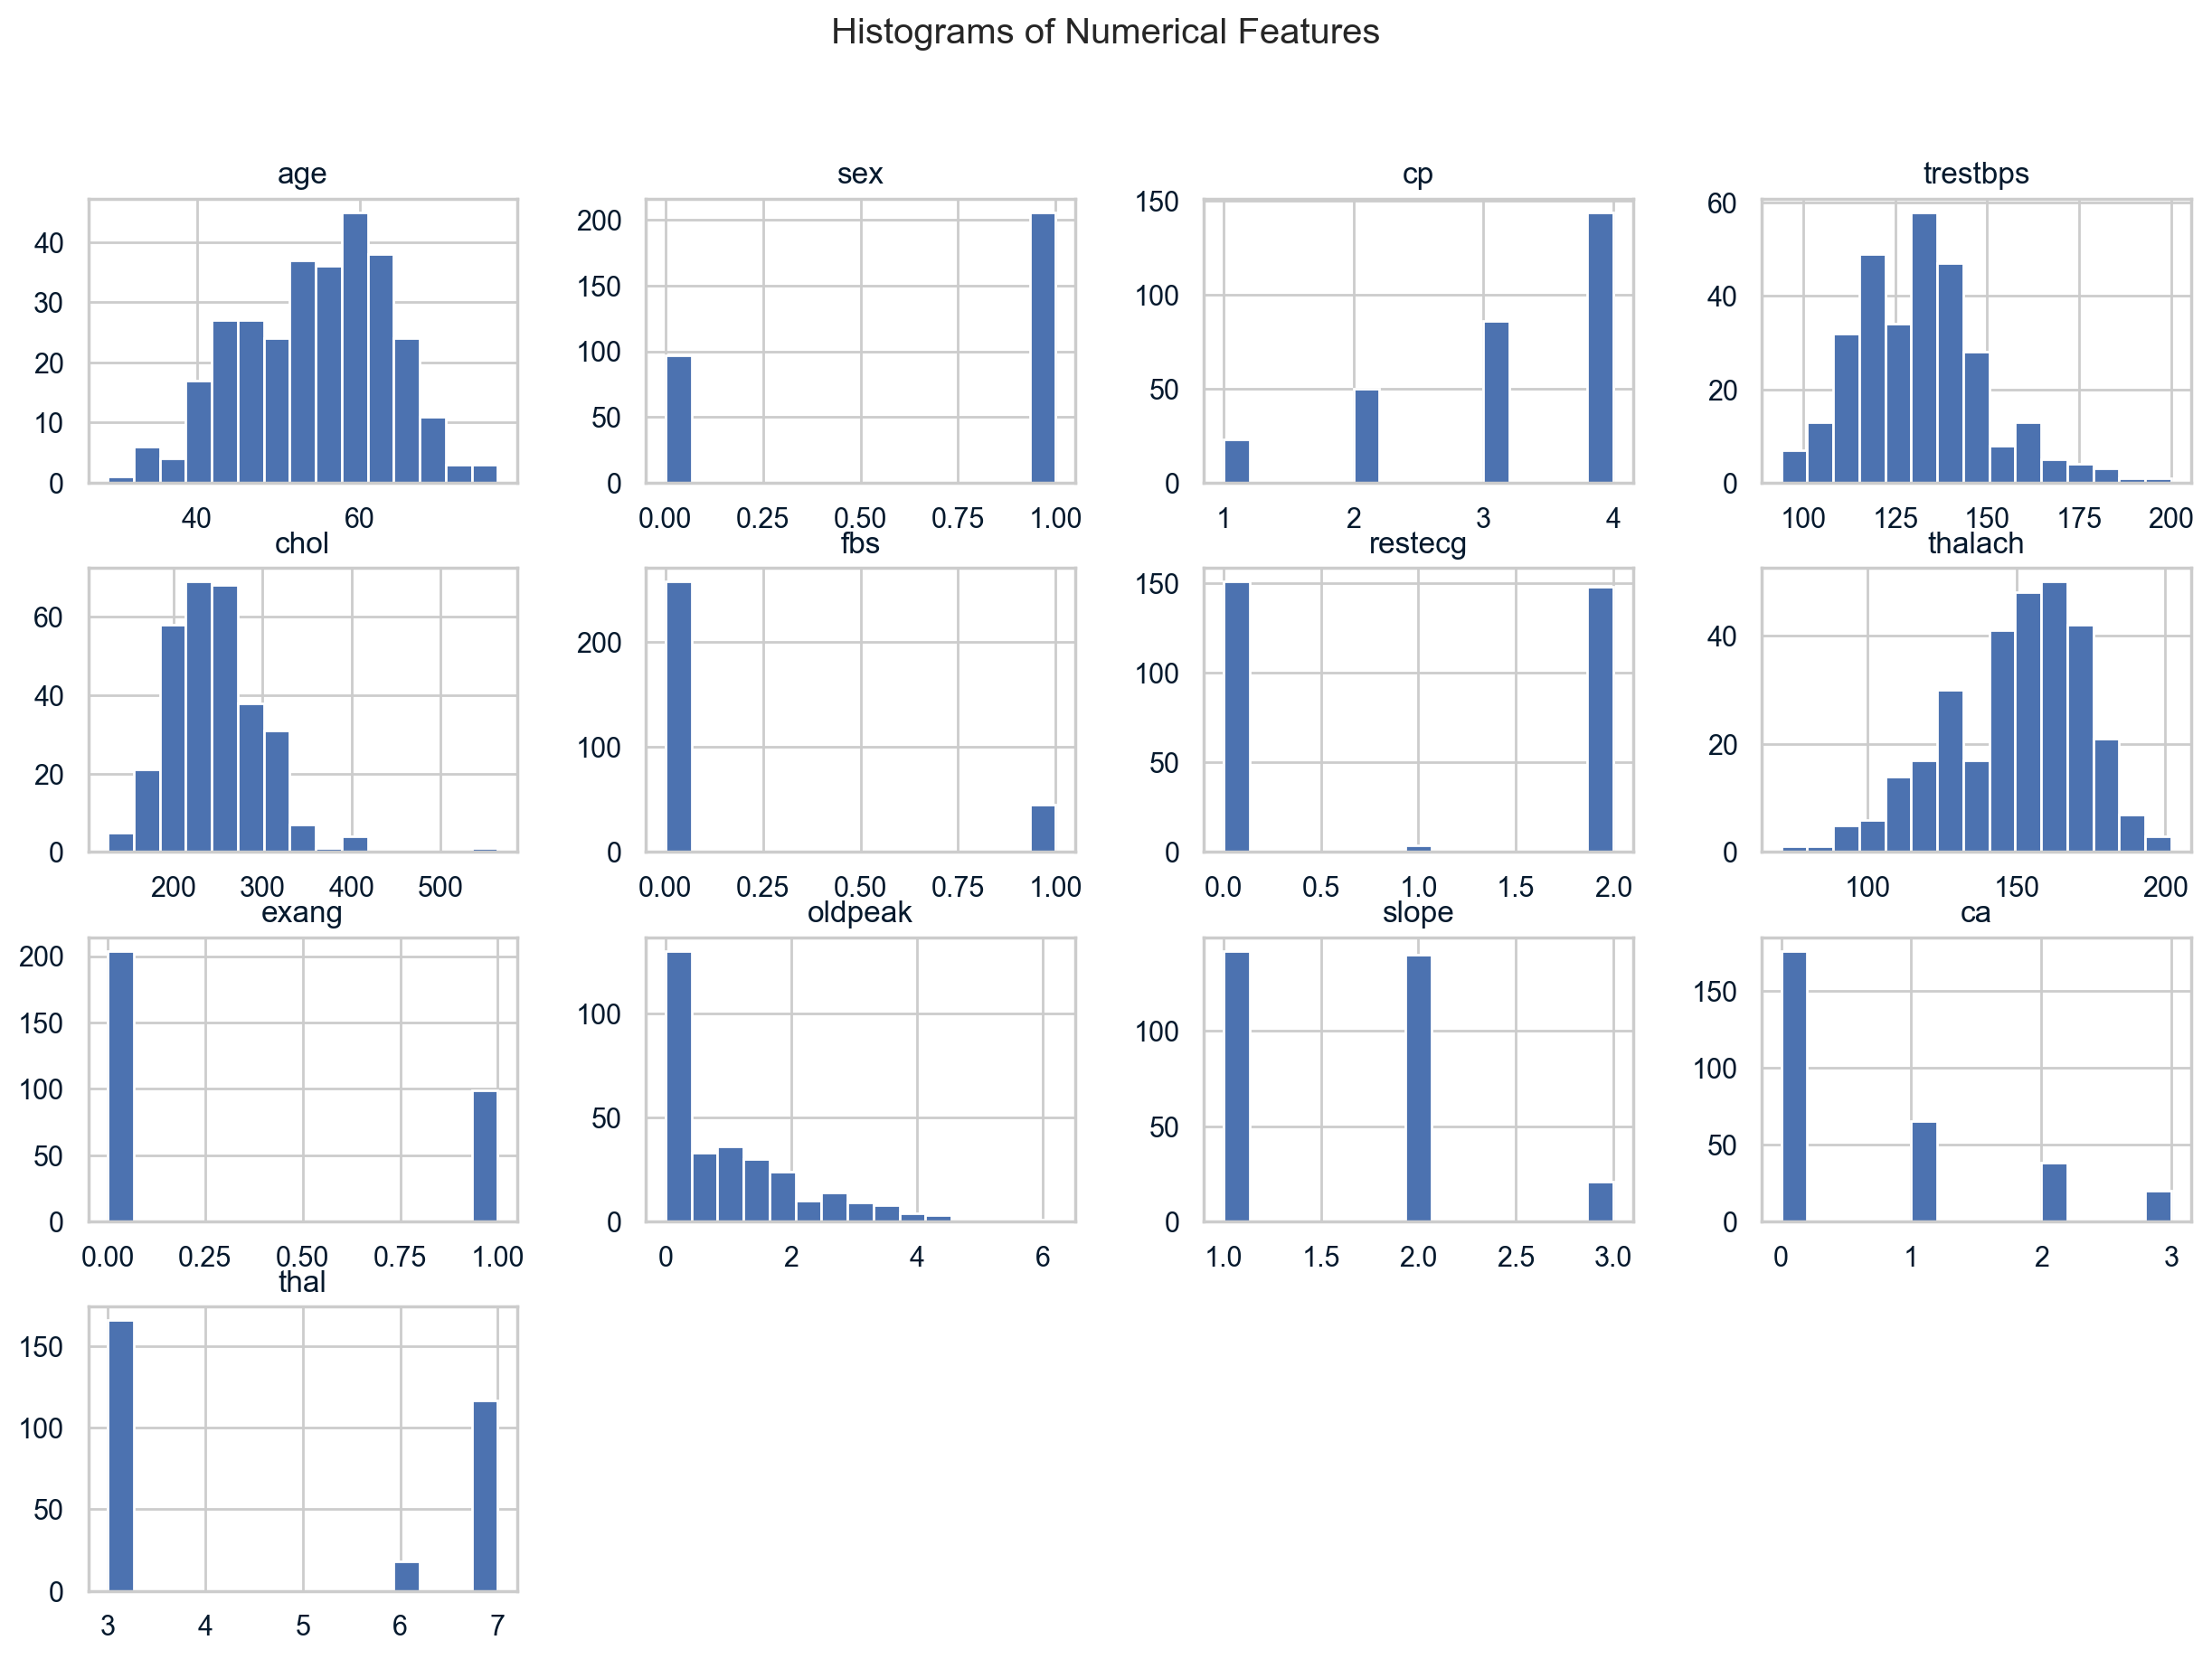 Histograms of Numerical Features
age
sex
cp
trestbps
40
30
20
10
0
40 60
200
150
100
50
0
0.00 0.25 0.50 0.75 1.00
150
100
50
0
1 2 3 4
60
40
20
0
100 125 150 175 200
chol
fbs
restecg
thalach
60
40
20
0
200 300 400 500
200
100
0
0.00 0.25 0.50 0.75 1.00
150
100
50
0
0.0 0.5 1.0 1.5 2.0
40
20
0
100 150 200
exang
oldpeak
slope
ca
200
150
100
50
0
0.00 0.25 0.50 0.75 1.00
100
50
0
0 2 4 6
100
50
0
1.0 1.5 2.0 2.5 3.0
150
100
50
0
0 1 2 3
thal
150
100
50
0
3 4 5 6 7